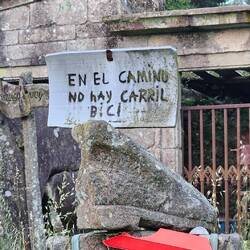 EN EL CAMINO
NO HAY CARRIL
BICI